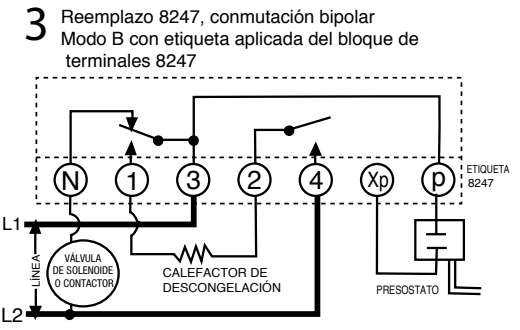 3 Reemplazo 8247, conmutación bipolar
Modo B con etiqueta aplicada del bloque de
terminales 8247
N 1 3 2 4 Xp p
ETIQUETA
8247
L1
LÍNEA
VÁLVULA
DE SOLENOIDE
O CONTACTOR
CALEFACTOR DE
DESCONGELACIÓN
PRESOSTATO
L2